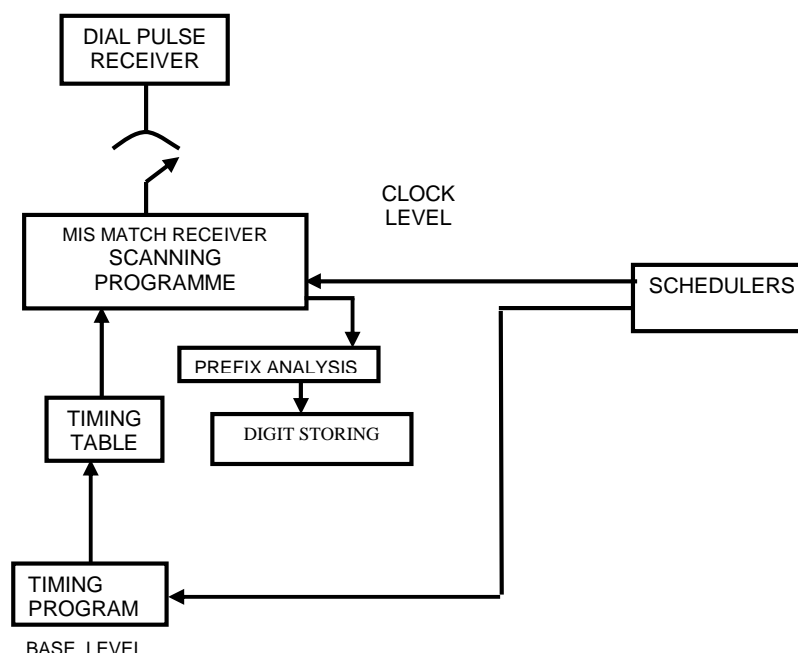 DIAL PULSE
RECEIVER
CLOCK
LEVEL
MIS MATCH RECEIVER
SCANNING
PROGRAMME
SCHEDULERS
PREFIX ANALYSIS
TIMING
TABLE
DIGIT STORING
TIMING
PROGRAM
BASE LEVEL